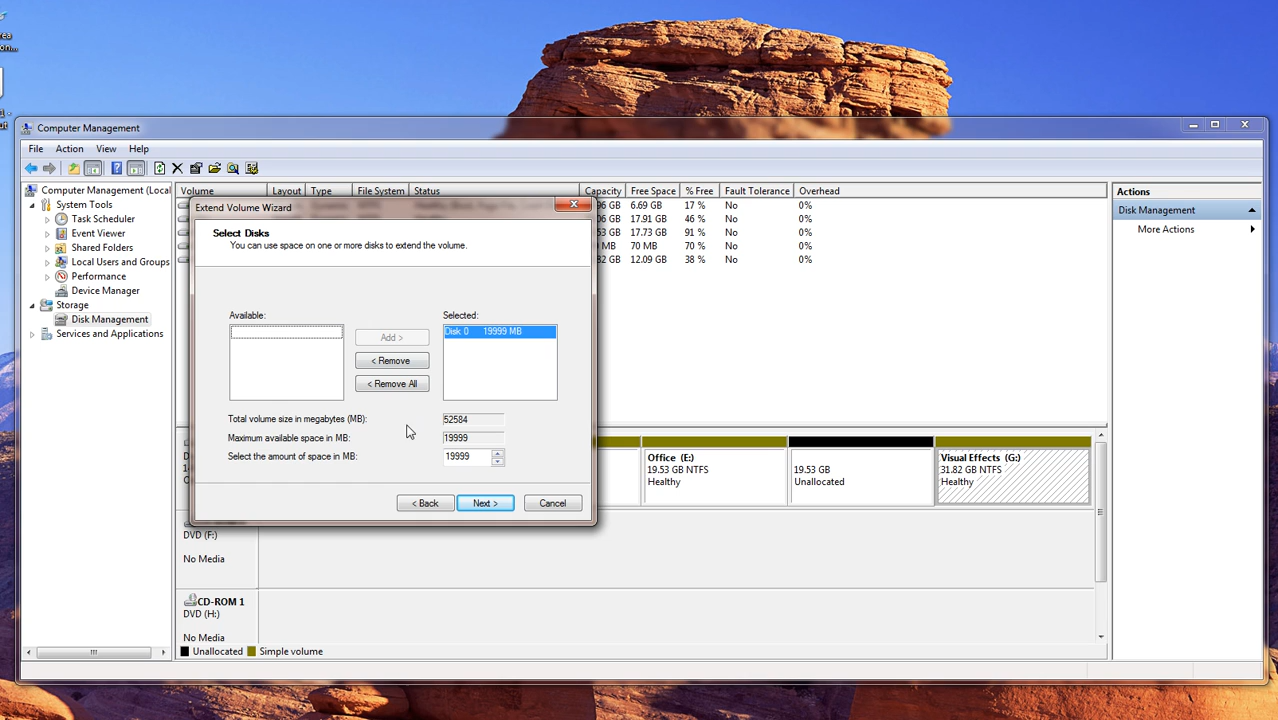 Computer Management
File Action View Help
Computer Management (Local
System Tools
Task Scheduler
Event Viewer
Shared Folders
Local Users and Groups
Performance
Device Manager
Storage
Disk Management
Services and Applications
Volume Layout Type File System Status Capacity Free Space % Free Fault Tolerance Overhead
6.69 GB 17 % No 0%
17.91 GB 46 % No 0%
17.73 GB 91 % No 0%
MB 70 MB 70 % No 0%
12.09 GB 38 % No 0%
Actions
Disk Management
More Actions
Extend Volume Wizard
Select Disks
You can use space on one or more disks to extend the volume.
Available:
Selected:
Disk 0 19999 MB
Add >
< Remove
< Remove All
Total volume size in megabytes (MB): 52584
Maximum available space in MB: 19999
Select the amount of space in MB: 19999
< Back Next > Cancel
Office (E:)
19.53 GB NTFS
Healthy
19.53 GB
Unallocated
Visual Effects (G:)
31.82 GB NTFS
Healthy
DVD (F:)
No Media
CD-ROM 1
DVD (H:)
No Media
Unallocated Simple volume